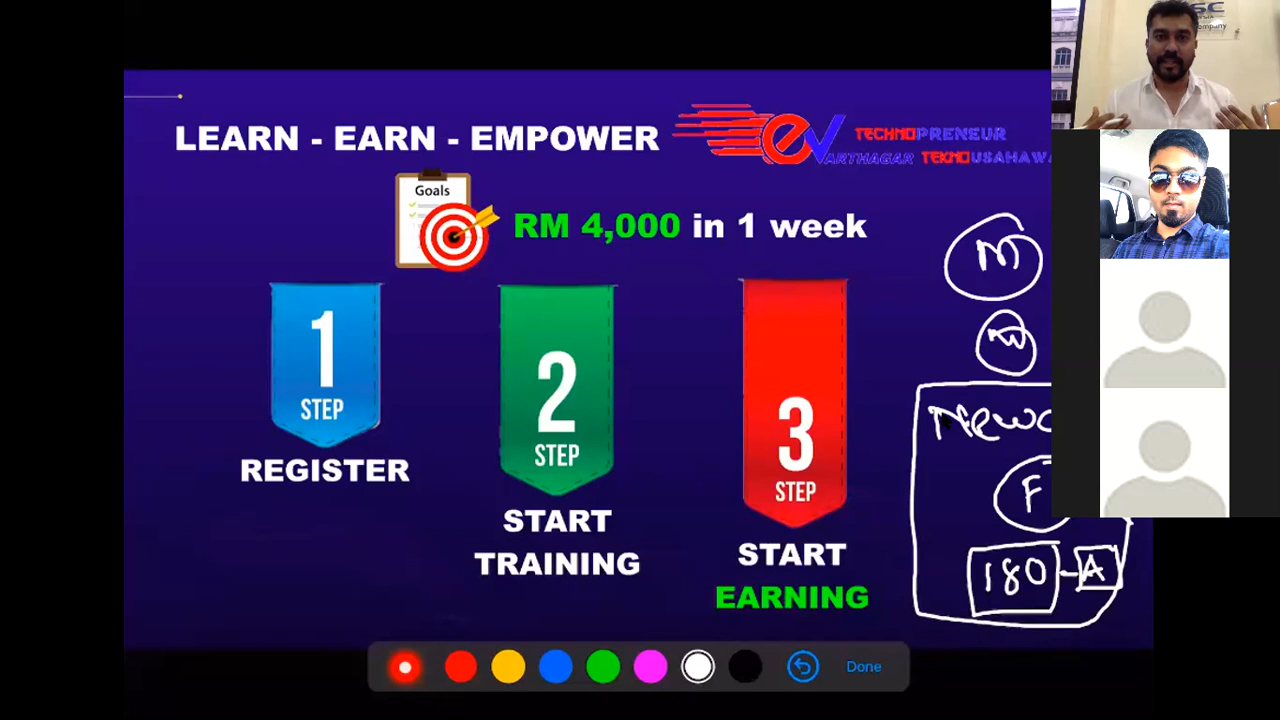 LEARN - EARN - EMPOWER
TECHNOPRENEUR
VARTHAGAR TEKNOUSAHAWA
Goals
RM 4,000 in 1 week
1
STEP
REGISTER
2
STEP
START
TRAINING
3
STEP
START
EARNING
M
F
180 - A
Done